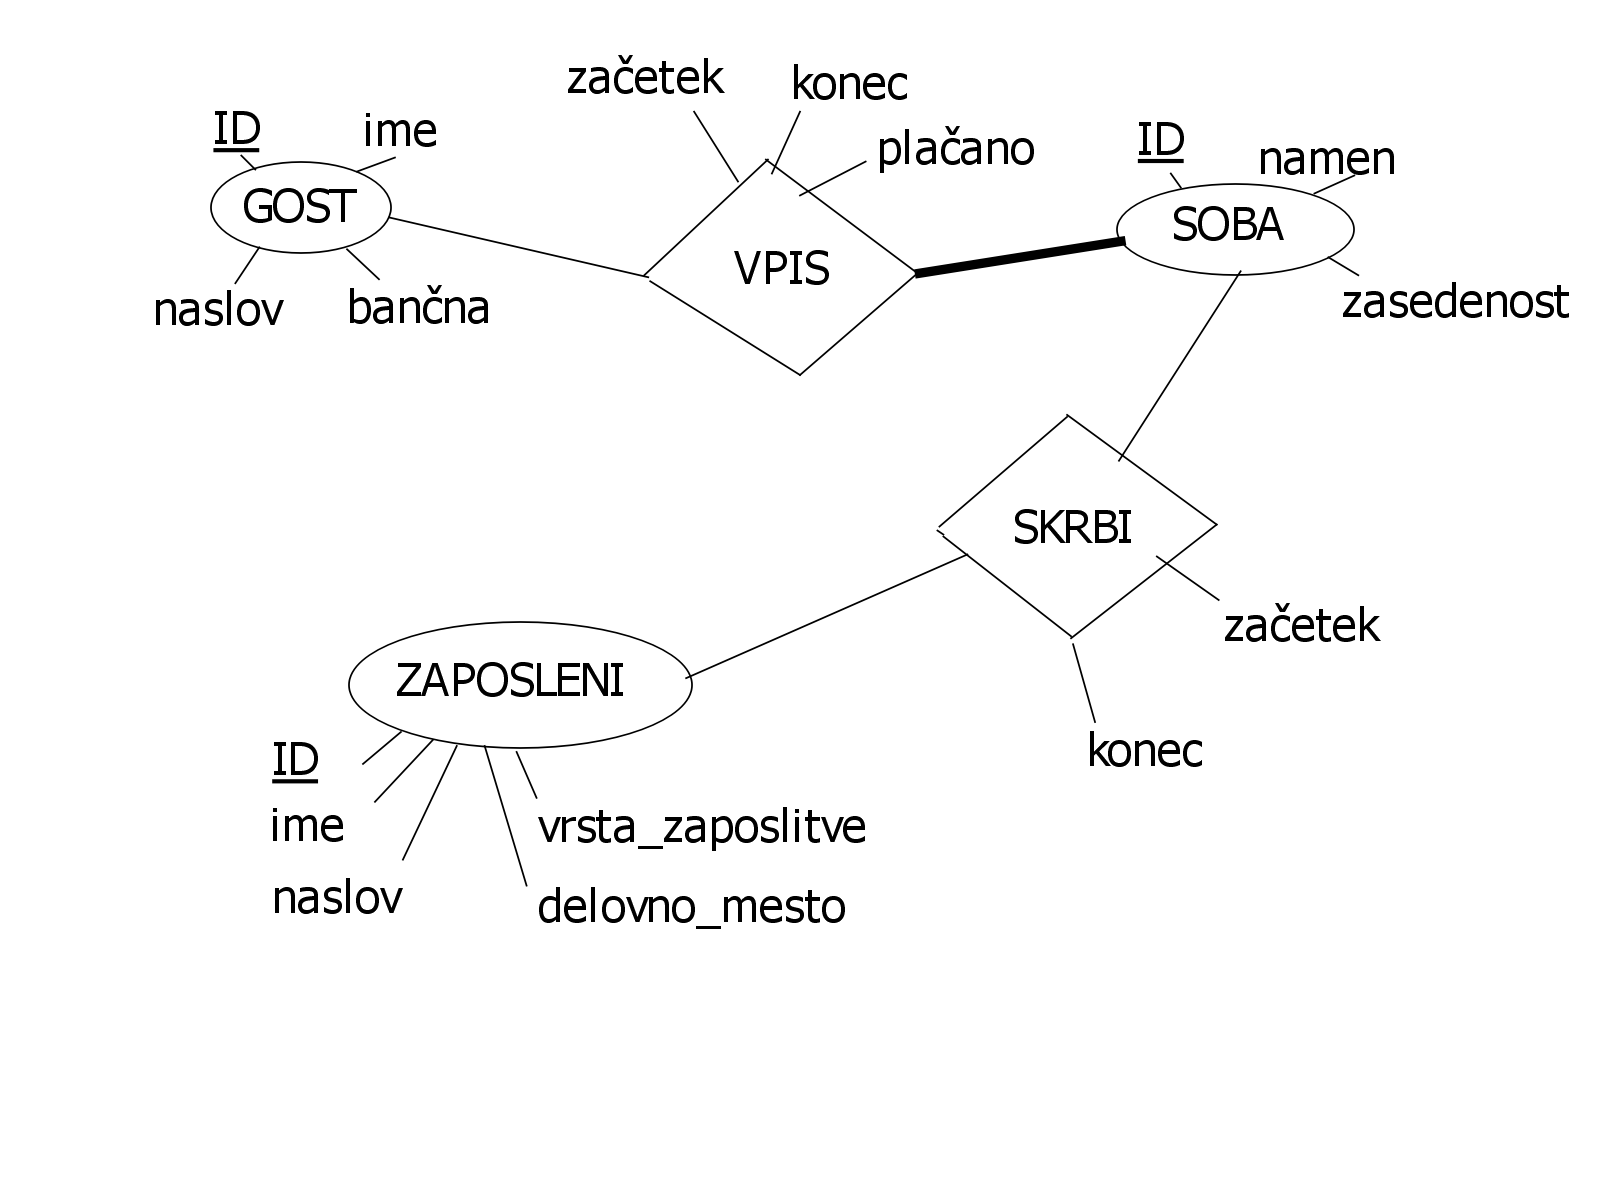 začetek
konec
plačano
ID
ime
GOST
naslov
bančna
VPIS
ID
namen
SOBA
zasedenost
SKRBI
začetek
konec
ZAPOSLENI
ID
ime
naslov
vrsta_zaposlitve
delovno_mesto